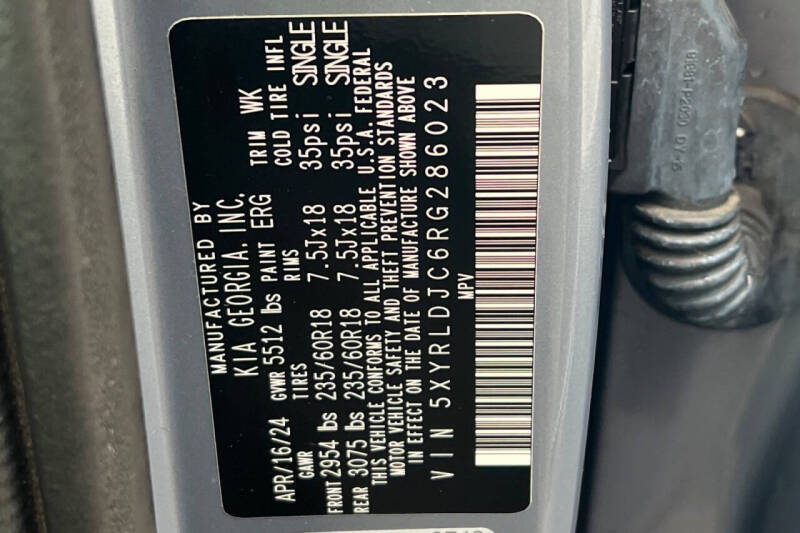 MANUFACTURED BY
KIA GEORGIA, INC.
APR/16/24 GVWR 5512 lbs PAINT ERG TRIM WK
GAWR TIRES RIMS COLD TIRE INFL
FRONT 2954 lbs 235/60R18 7.5Jx18 35psi SINGLE
REAR 3075 lbs 235/60R18 7.5Jx18 35psi SINGLE
THIS VEHICLE CONFORMS TO ALL APPLICABLE U.S.A. FEDERAL
MOTOR VEHICLE SAFETY AND THEFT PREVENTION STANDARDS
IN EFFECT ON THE DATE OF MANUFACTURE SHOWN ABOVE
VIN 5XYRLDJC6RG286023
MPV